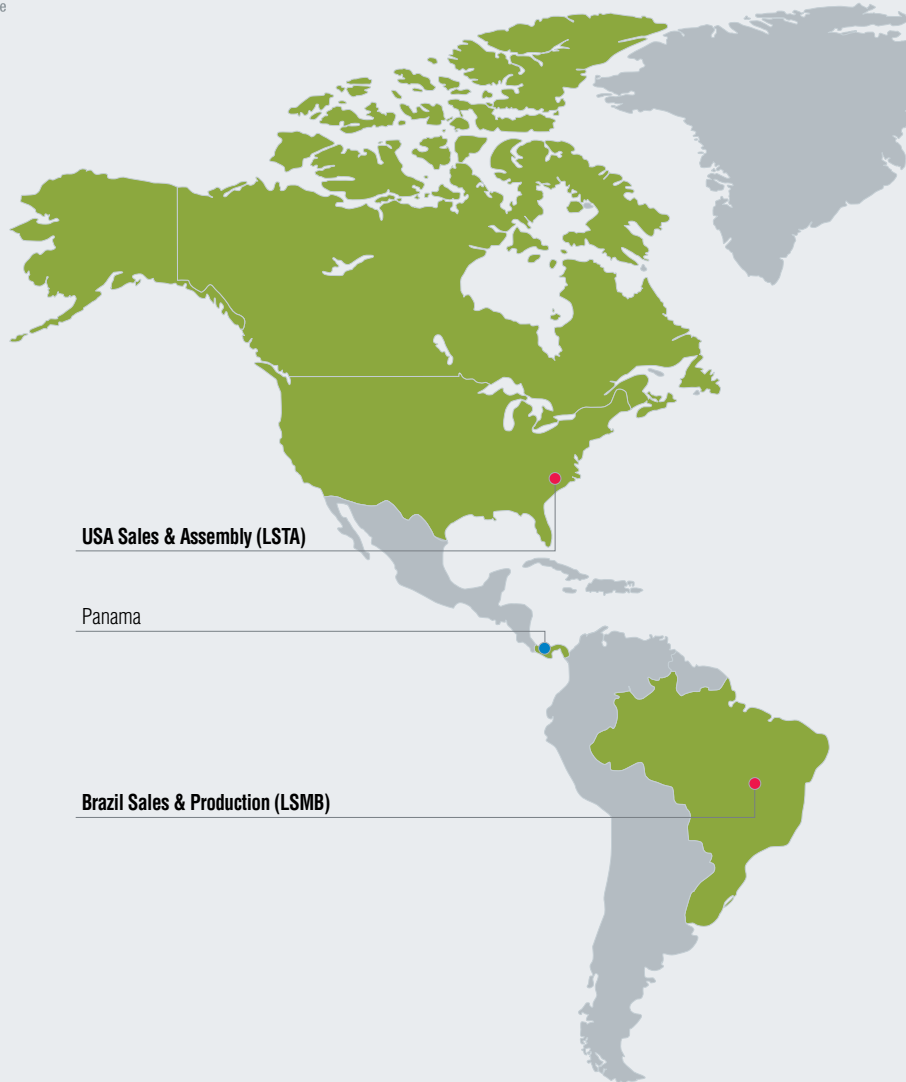 e
USA Sales & Assembly (LSTA)
Panama
Brazil Sales & Production (LSMB)